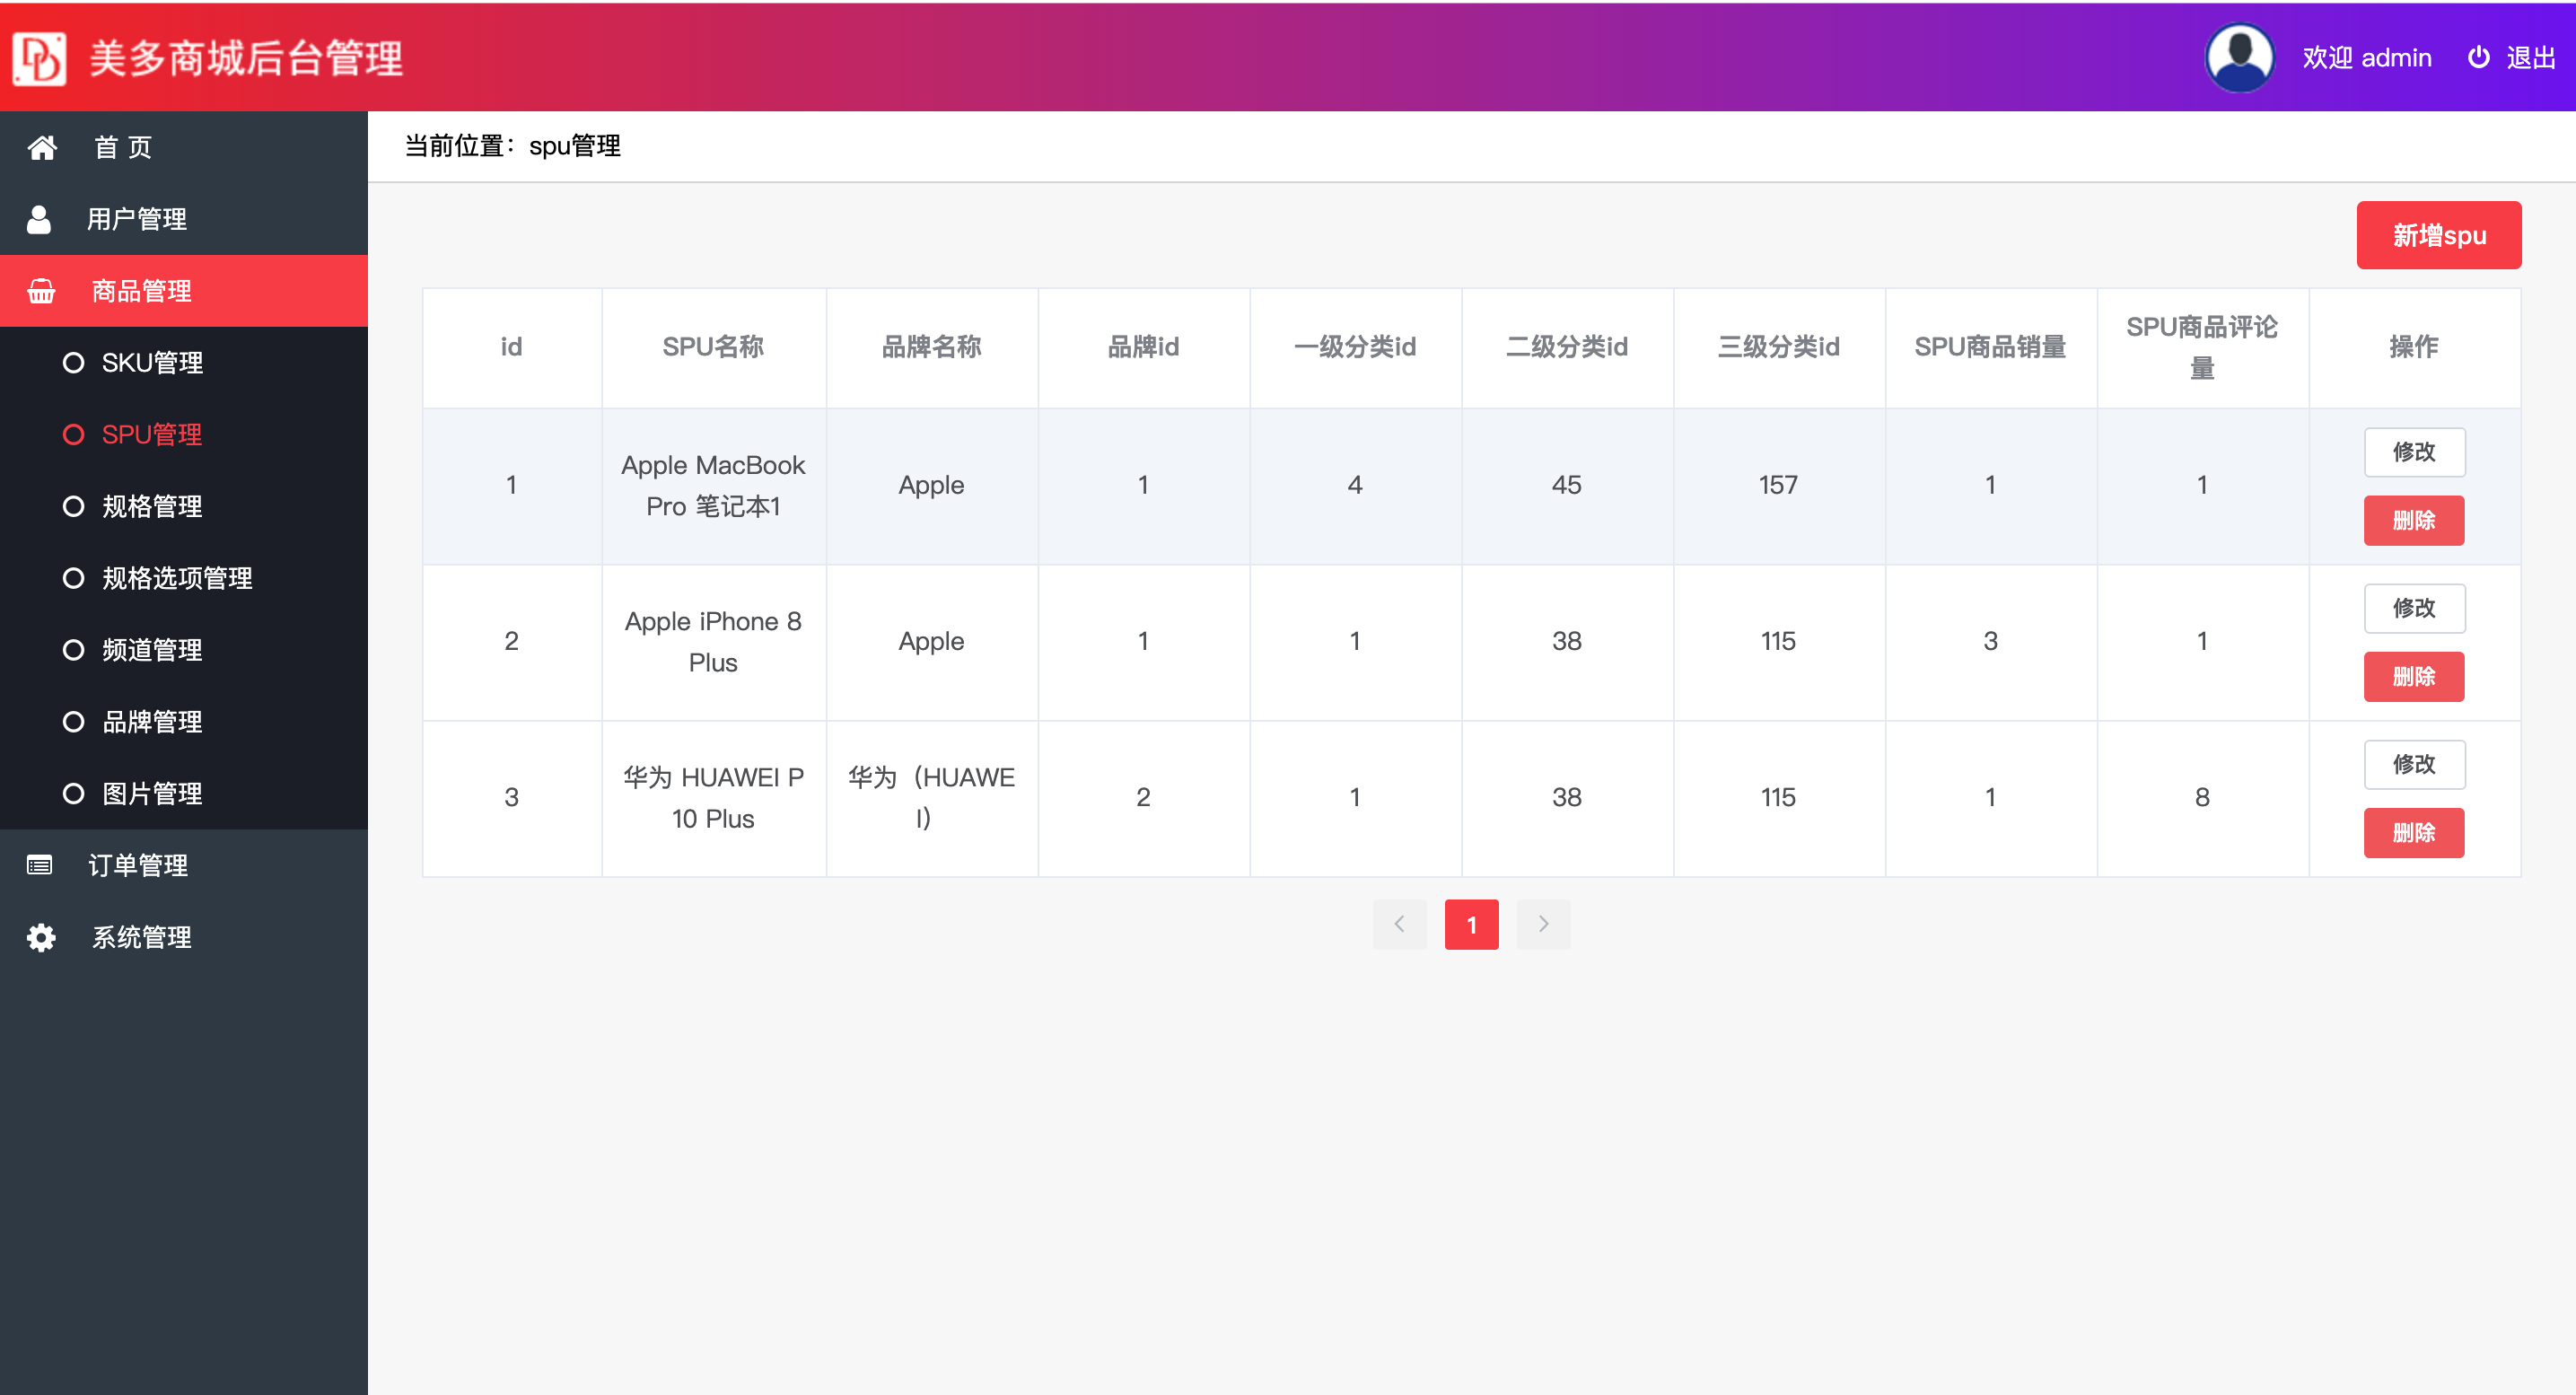 美多商城后台管理
欢迎 admin
退出
首 页
用户管理
商品管理
SKU管理
SPU管理
规格管理
规格选项管理
频道管理
品牌管理
图片管理
订单管理
系统管理
当前位置：spu管理
新增spu
id
SPU名称
品牌名称
品牌id
一级分类id
二级分类id
三级分类id
SPU商品销量
SPU商品评论
量
操作
1
Apple MacBook
Pro 笔记本1
Apple
1
4
45
157
1
1
修改
删除
2
Apple iPhone 8
Plus
Apple
1
1
38
115
3
1
修改
删除
3
华为 HUAWEI P
10 Plus
华为（HUAWE
I）
2
1
38
115
1
8
修改
删除
1